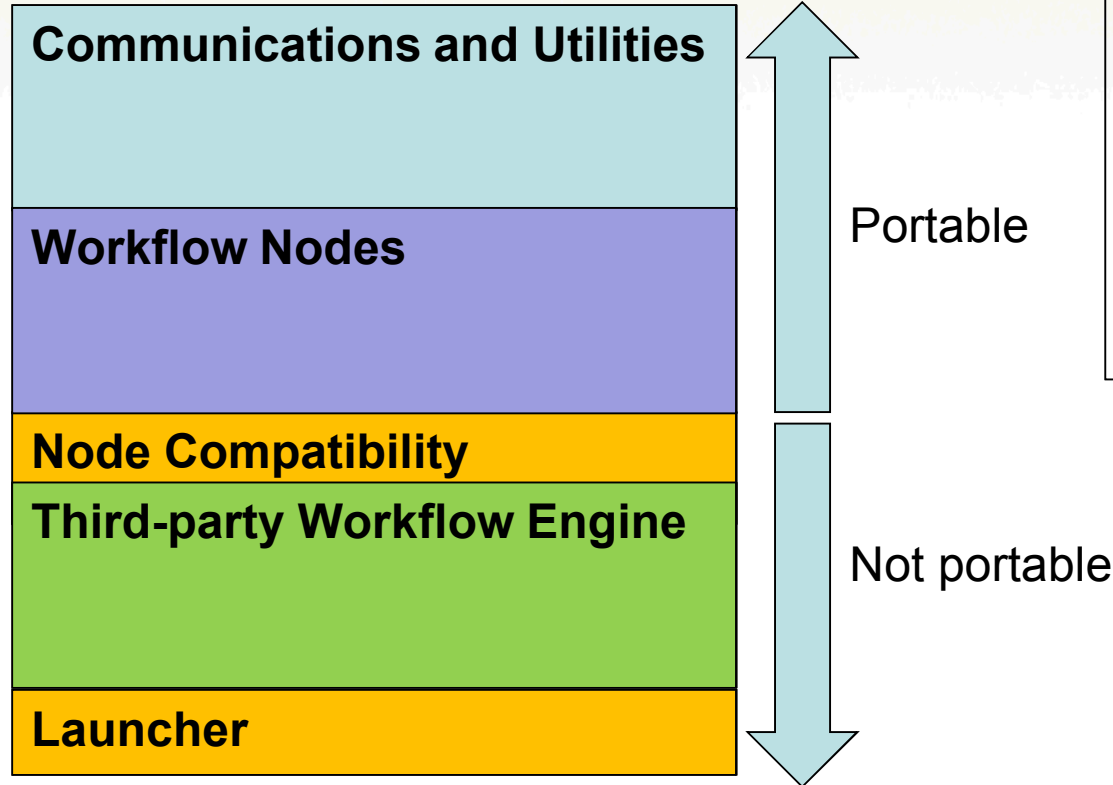 Communications and Utilities
Portable
Workflow Nodes
Node Compatibility
Third-party Workflow Engine
Not portable
Launcher